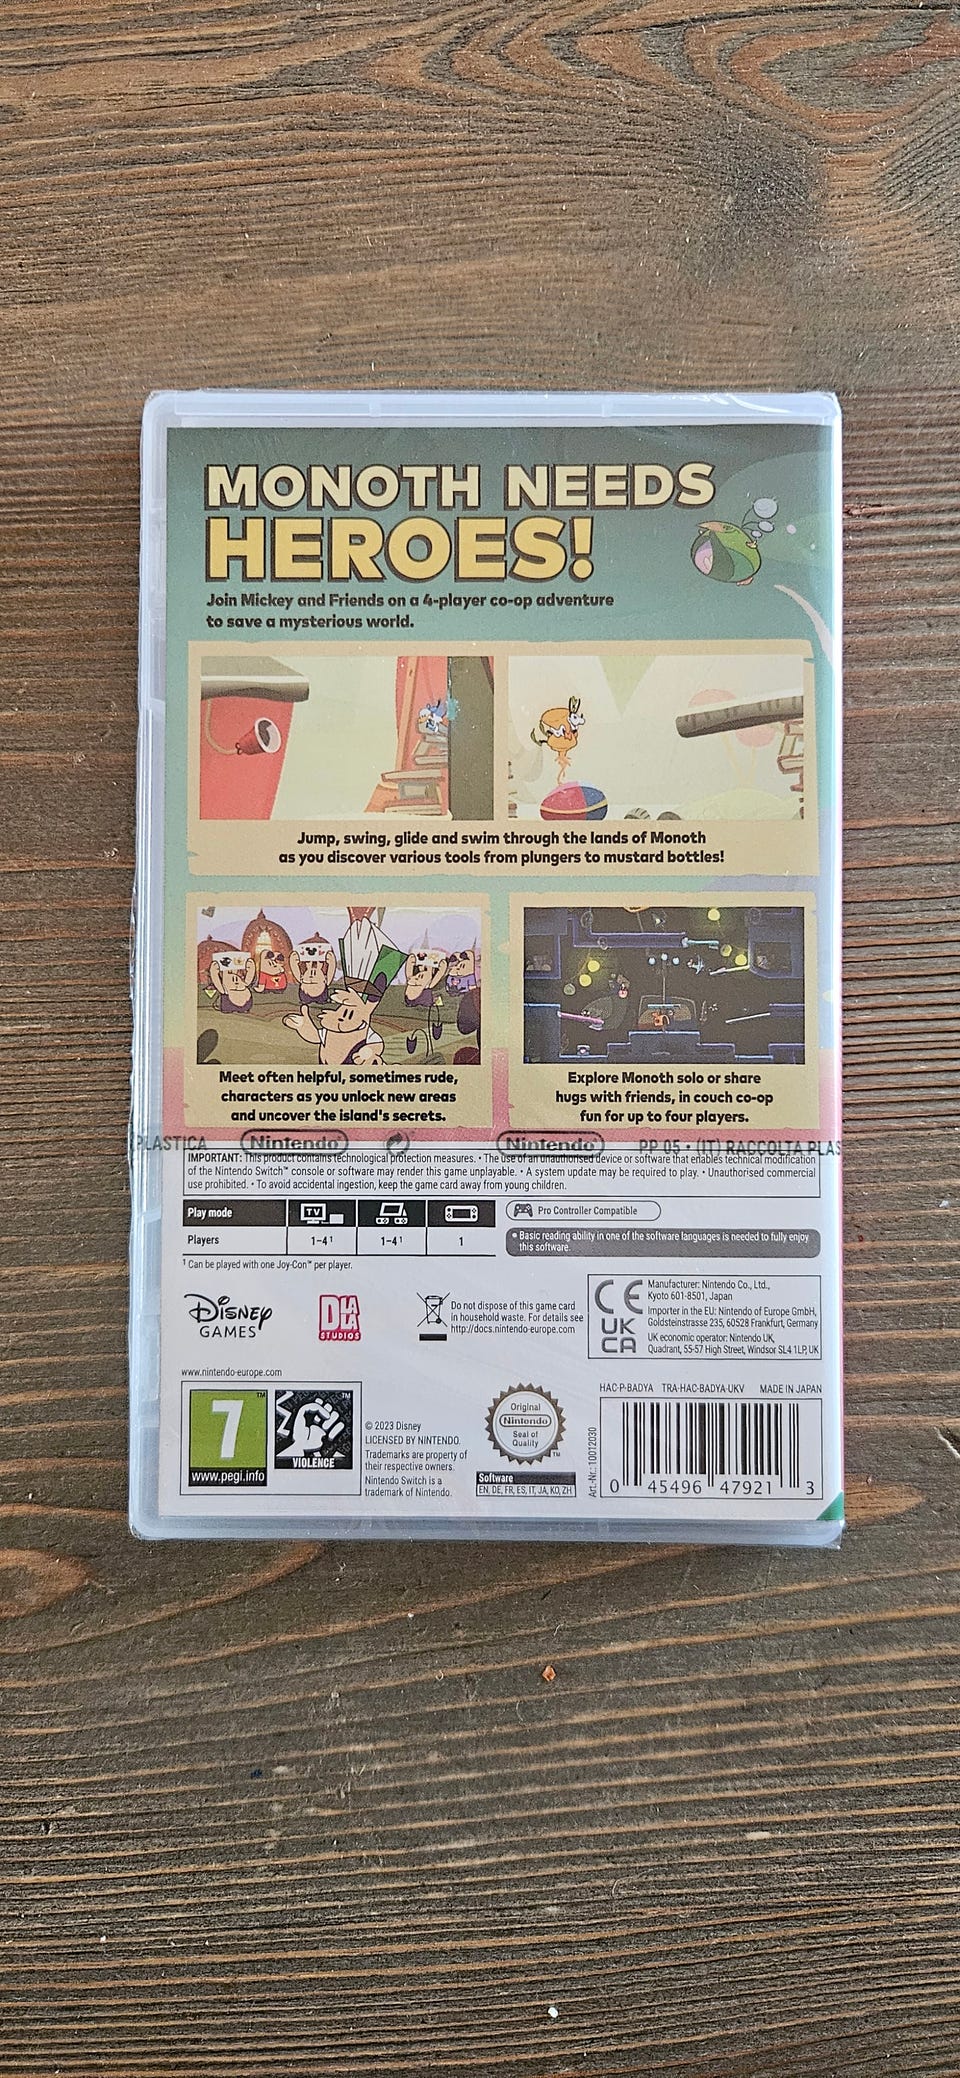 MONOTH NEEDS
HEROES!
Join Mickey and Friends on a 4-player co-op adventure
to save a mysterious world.
Jump, swing, glide and swim through the lands of Monoth
as you discover various tools from plungers to mustard bottles!
Meet often helpful, sometimes rude,
characters as you unlock new areas
and uncover the island's secrets.
Explore Monoth solo or share
hugs with friends, in couch co-op
fun for up to four players.
PLASTICA Nintendo Nintendo PP 05 • (IT) RACCOLTA PLAS
IMPORTANT: This product contains technological protection measures. • The use of an unauthorised device or software that enables technical modification
of the Nintendo Switch™ console or software may render this game unplayable. • A system update may be required to play. • Unauthorised commercial
use prohibited. • To avoid accidental ingestion, keep the game card away from young children.
Play mode TV
Players 1-4¹ 1-4¹ 1
¹ Can be played with one Joy-Con™ per player.
Pro Controller Compatible
• Basic reading ability in one of the software languages is needed to fully enjoy
this software.
Disney
GAMES
DLALA
STUDIOS
Do not dispose of this game card
in household waste. For details see
http://docs.nintendo-europe.com
CE
UK
CA
Manufacturer: Nintendo Co., Ltd.,
Kyoto 601-8501, Japan
Importer in the EU: Nintendo of Europe GmbH,
Goldsteinstrasse 235, 60528 Frankfurt, Germany
UK economic operator: Nintendo UK,
Quadrant, 55-57 High Street, Windsor SL4 1LP, UK
www.nintendo-europe.com
7 ™
www.pegi.info
™
VIOLENCE
© 2023 Disney
LICENSED BY NINTENDO.
Trademarks are property of
their respective owners.
Nintendo Switch is a
trademark of Nintendo.
Original
Nintendo
Seal of
Quality
™
Software
EN, DE, FR, ES, IT, JA, KO, ZH
HAC-P-BADYA TRA-HAC-BADYA-UKV MADE IN JAPAN
Art.-Nr.: 10012030
0 45496 47921 3